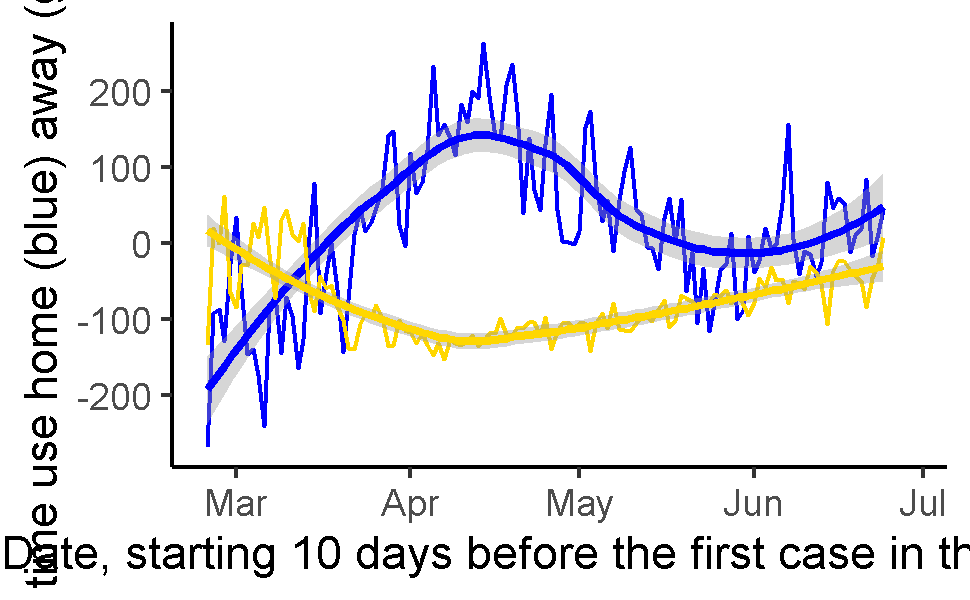 time use home (blue) away (
200
100
0
-100
-200
Mar Apr May Jun Jul
Date, starting 10 days before the first case in th